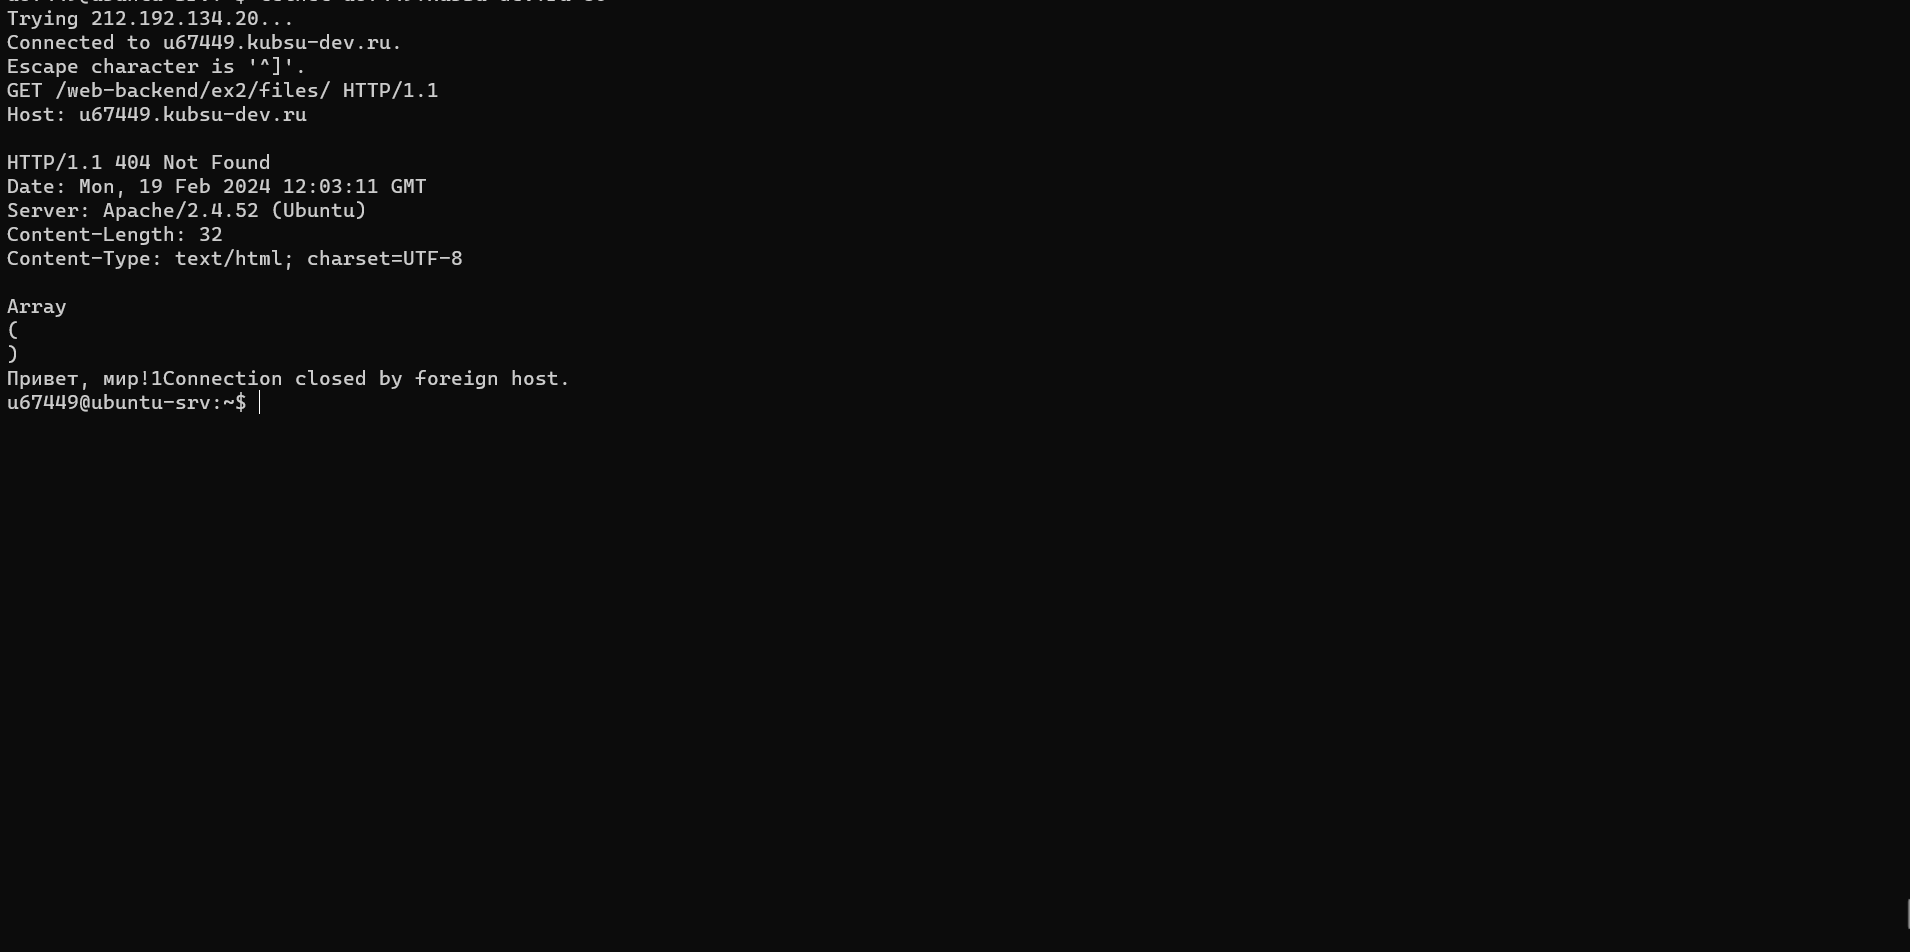 Trying 212.192.134.20...
Connected to u67449.kubsu-dev.ru.
Escape character is '^]'.
GET /web-backend/ex2/files/ HTTP/1.1
Host: u67449.kubsu-dev.ru
HTTP/1.1 404 Not Found
Date: Mon, 19 Feb 2024 12:03:11 GMT
Server: Apache/2.4.52 (Ubuntu)
Content-Length: 32
Content-Type: text/html; charset=UTF-8
Array
(
)
Привет, мир!1Connection closed by foreign host.
u67449@ubuntu-srv:~$